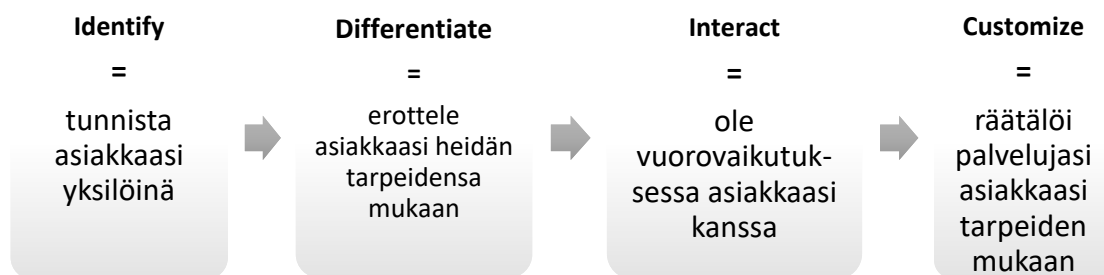 Identify
=
tunnista
asiakkaasi
yksilöinä
Differentiate
=
erottele
asiakkaasi heidän
tarpeidensa
mukaan
Interact
=
ole
vuorovaikutuk-
sessa asiakkaasi
kanssa
Customize
=
räätälöi
palvelujasi
asiakkaasi
tarpeiden
mukaan